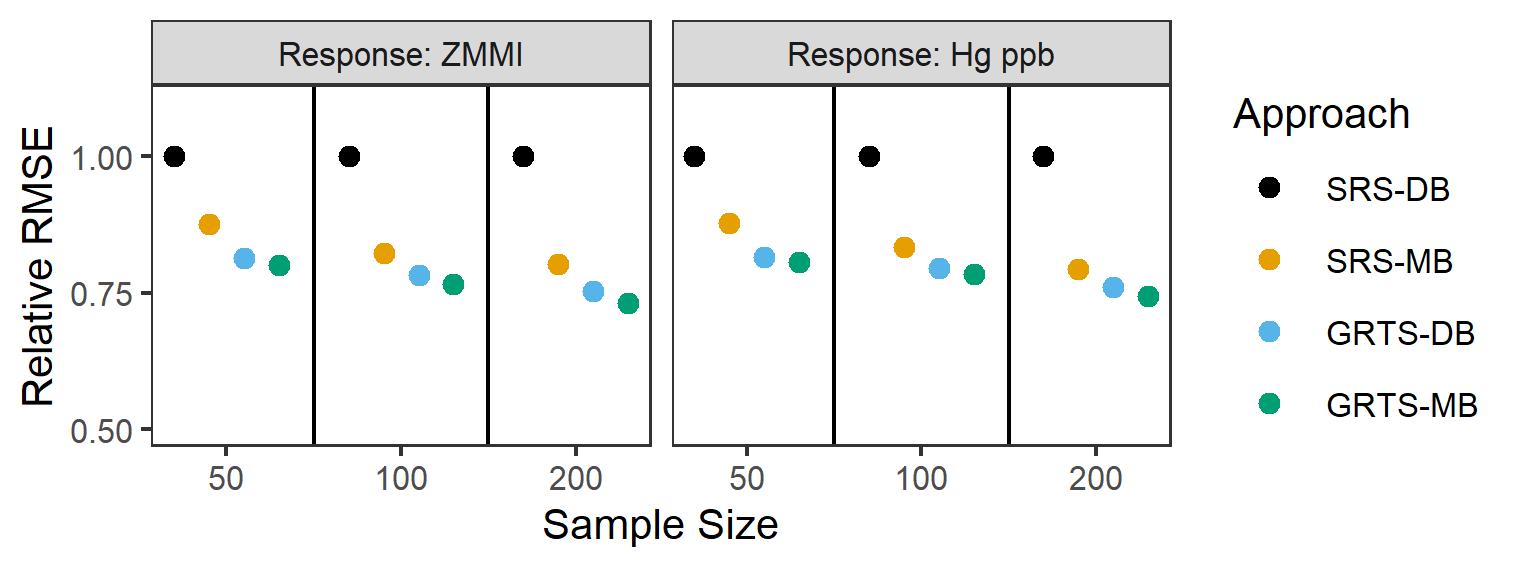 Response: ZMMI
Response: Hg ppb
Relative RMSE
1.00
0.75
0.50
50
100
200
50
100
200
Sample Size
Approach
SRS-DB
SRS-MB
GRTS-DB
GRTS-MB